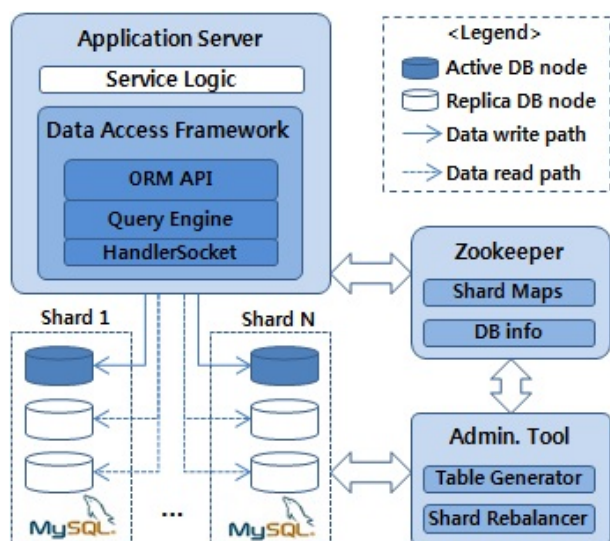 Application Server
Service Logic
Data Access Framework
ORM API
Query Engine
HandlerSocket
<Legend>
Active DB node
Replica DB node
Data write path
Data read path
Zookeeper
Shard Maps
DB info
Shard 1
Shard N
MySQL.
...
MySQL.
Admin. Tool
Table Generator
Shard Rebalancer